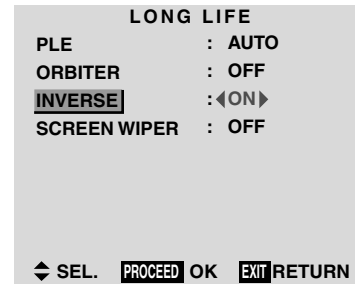 LONG LIFE
PLE : AUTO
ORBITER : OFF
INVERSE : ◀ON▶
SCREEN WIPER : OFF
SEL. PROCEED OK EXIT RETURN